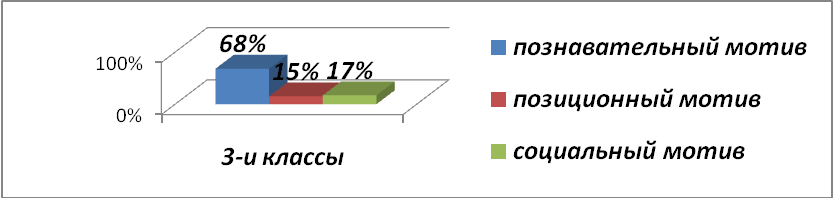 68%
15% 17%
100%
0%
3-и классы
познавательный мотив
позиционный мотив
социальный мотив